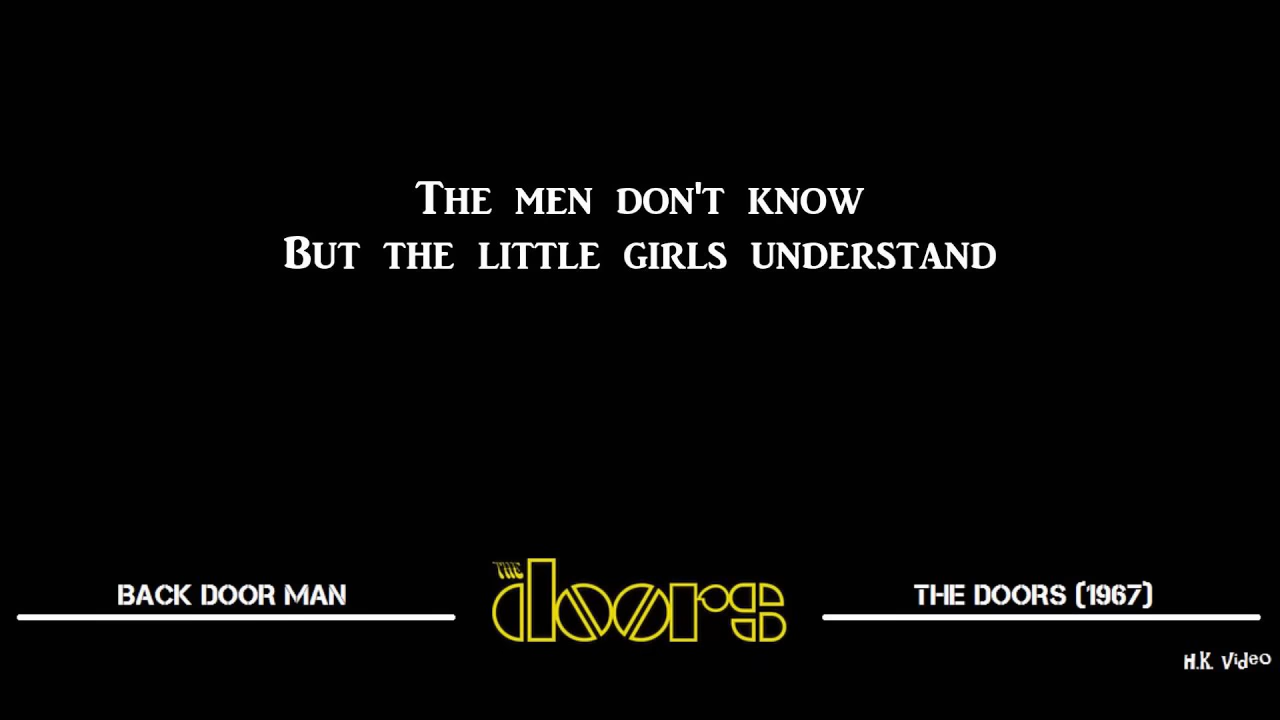 The men don't know
But the little girls understand
BACK DOOR MAN
THE doors
THE DOORS (1967)
H.K. Video